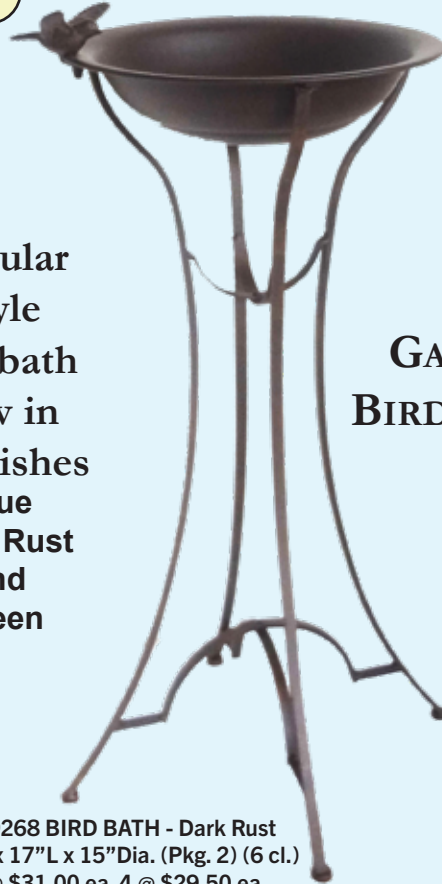 ular
yle
bath
v in
ishes
ue
Rust
nd
een
GA
BIRD
268 BIRD BATH - Dark Rust
x 17”L x 15”Dia. (Pkg. 2) (6 cl.)
@ $31.00 ea. 4 @ $29.50 ea.